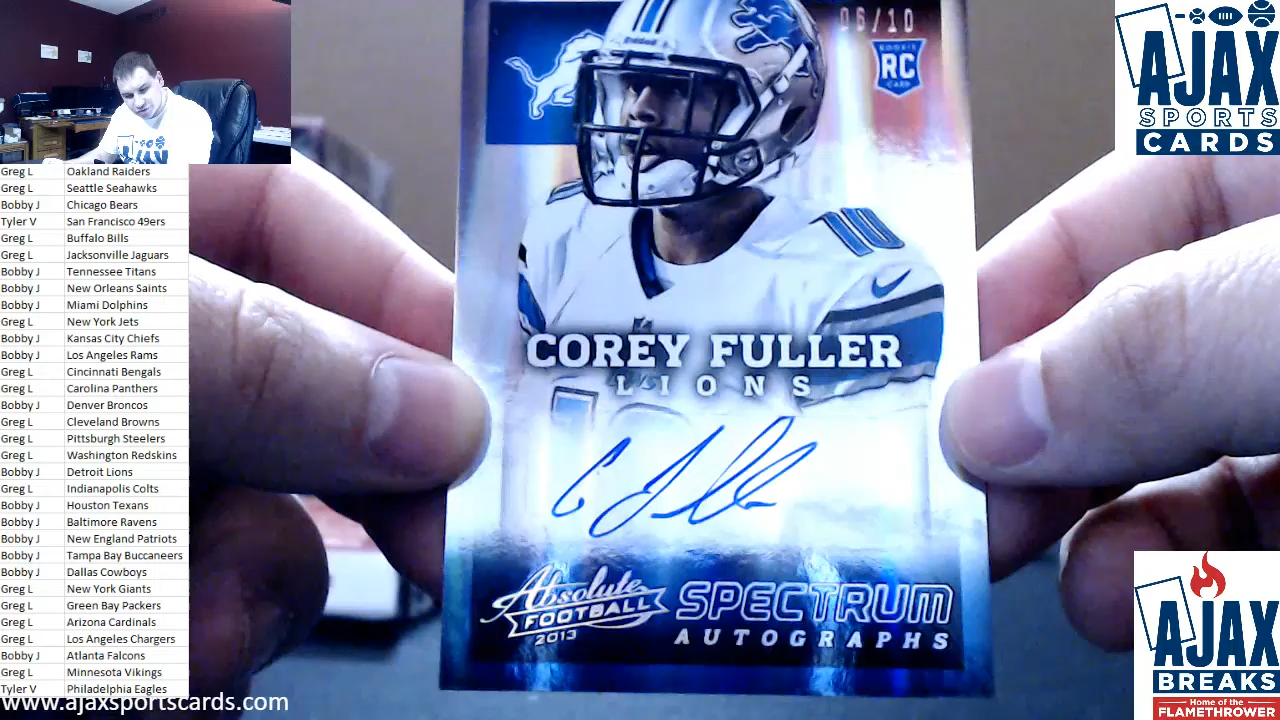 Greg L Oakland Raiders
Greg L Seattle Seahawks
Bobby J Chicago Bears
Tyler V San Francisco 49ers
Greg L Buffalo Bills
Greg L Jacksonville Jaguars
Bobby J Tennessee Titans
Bobby J New Orleans Saints
Bobby J Miami Dolphins
Greg L New York Jets
Bobby J Kansas City Chiefs
Bobby J Los Angeles Rams
Greg L Cincinnati Bengals
Greg L Carolina Panthers
Bobby J Denver Broncos
Greg L Cleveland Browns
Greg L Pittsburgh Steelers
Greg L Washington Redskins
Bobby J Detroit Lions
Greg L Indianapolis Colts
Bobby J Houston Texans
Bobby J Baltimore Ravens
Bobby J New England Patriots
Bobby J Tampa Bay Buccaneers
Bobby J Dallas Cowboys
Greg L New York Giants
Greg L Green Bay Packers
Greg L Arizona Cardinals
Greg L Los Angeles Chargers
Bobby J Atlanta Falcons
Greg L Minnesota Vikings
Tyler V Philadelphia Eagles
www.ajaxsportscards.com
06/10
ROOKIE
RC
CARD
Riddell
10
COREY FULLER
LIONS
Absolute
FOOTBALL
2013
SPECTRUM
AUTOGRAPHS
AJAX
SPORTS
CARDS
AJAX
BREAKS
Home of the
FLAMETHROWER
AJAX